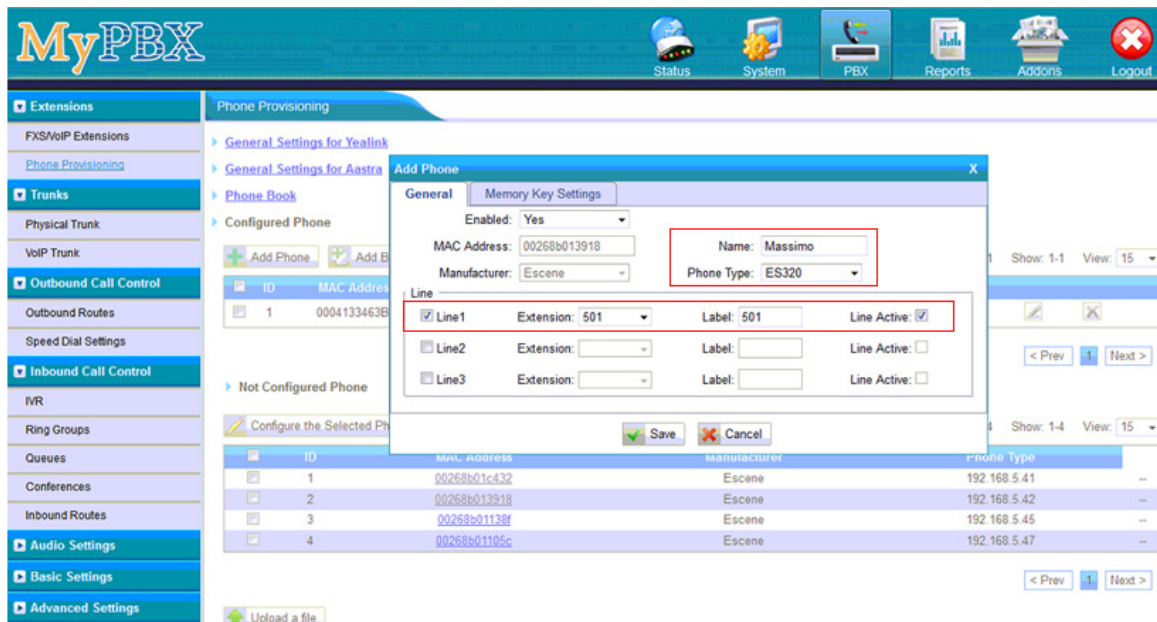 MyPBX
Status System PBX Reports Addons Logout
Extensions
FXS/VoIP Extensions
Phone Provisioning
Trunks
Physical Trunk
VoIP Trunk
Outbound Call Control
Outbound Routes
Speed Dial Settings
Inbound Call Control
IVR
Ring Groups
Queues
Conferences
Inbound Routes
Audio Settings
Basic Settings
Advanced Settings
Phone Provisioning
General Settings for Yealink
General Settings for Aastra
Phone Book
Configured Phone
Add Phone Add B
1 Show: 1-1 View: 15
ID MAC Addres
1 0004133463B
< Prev 1 Next >
Add Phone X
General Memory Key Settings
Enabled: Yes
MAC Address: 00268b013918 Name: Massimo
Manufacturer: Escene Phone Type: ES320
Line
Line1 Extension: 501 Label: 501 Line Active:
Line2 Extension: Label: Line Active:
Line3 Extension: Label: Line Active:
Save Cancel
Not Configured Phone
Configure the Selected Ph
4 Show: 1-4 View: 15
ID MAC Address Manufacturer Phone Type
1 00268b01c432 Escene 192.168.5.41 --
2 00268b013918 Escene 192.168.5.42 --
3 00268b01138f Escene 192.168.5.45 --
4 00268b01105c Escene 192.168.5.47 --
< Prev 1 Next >
Upload a file